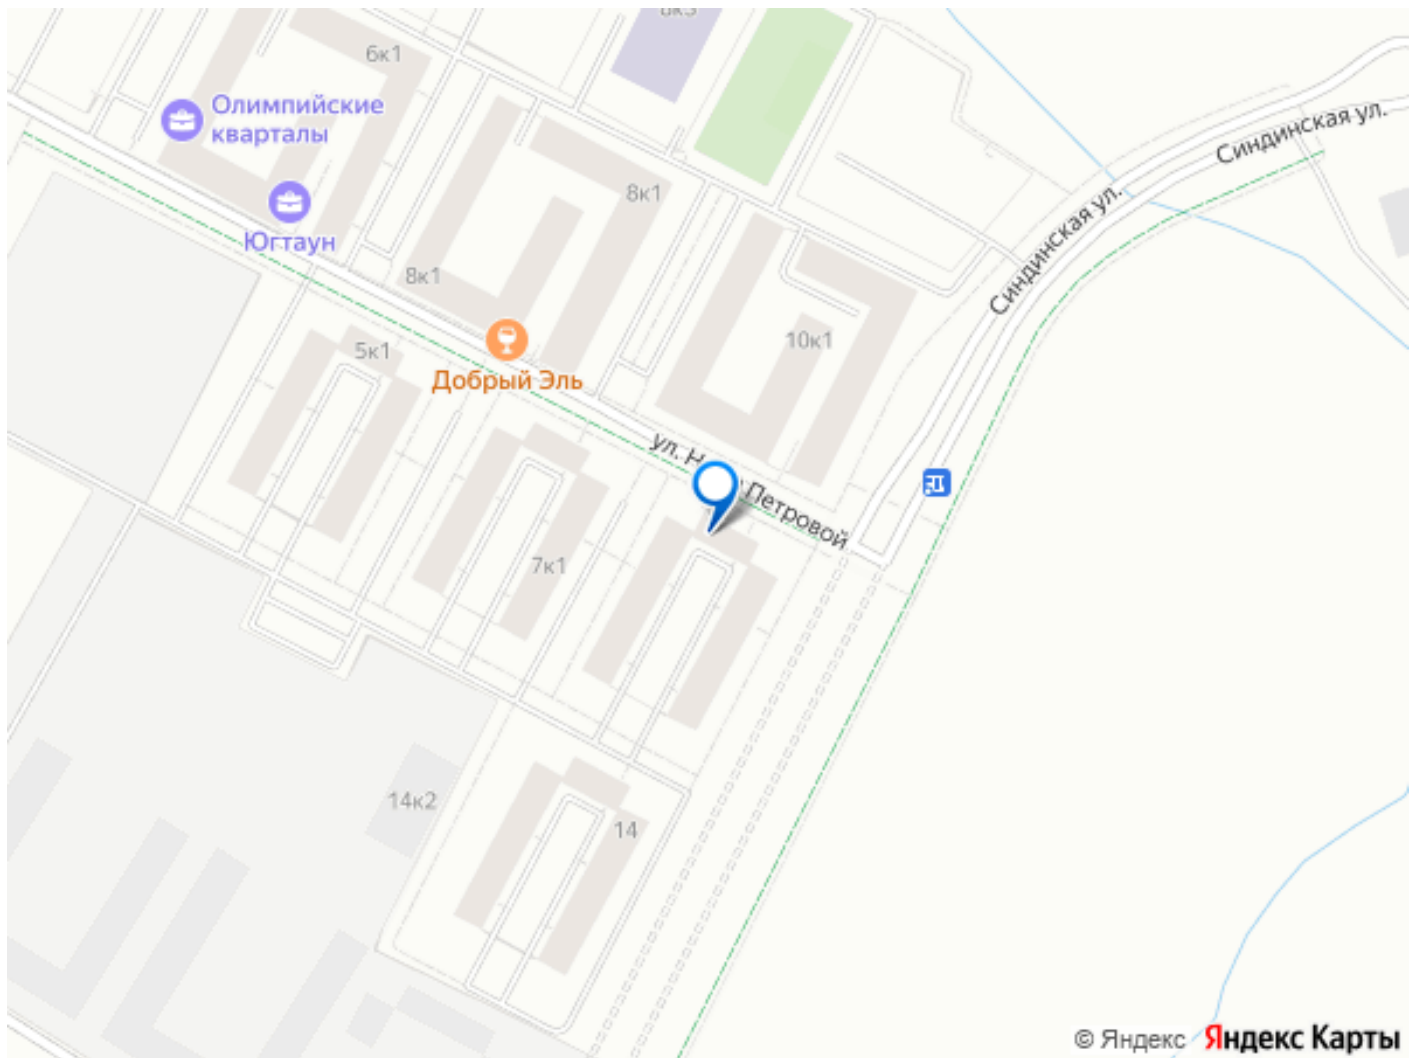 6к1
Олимпийские
кварталы
Синдинская ул.
8к1
Синдинская ул.
Югтаун
8к1
10к1
5к1
Добрый Эль
ул. Н
Петровой
7к1
14к2
14
© Яндекс Яндекс Карты